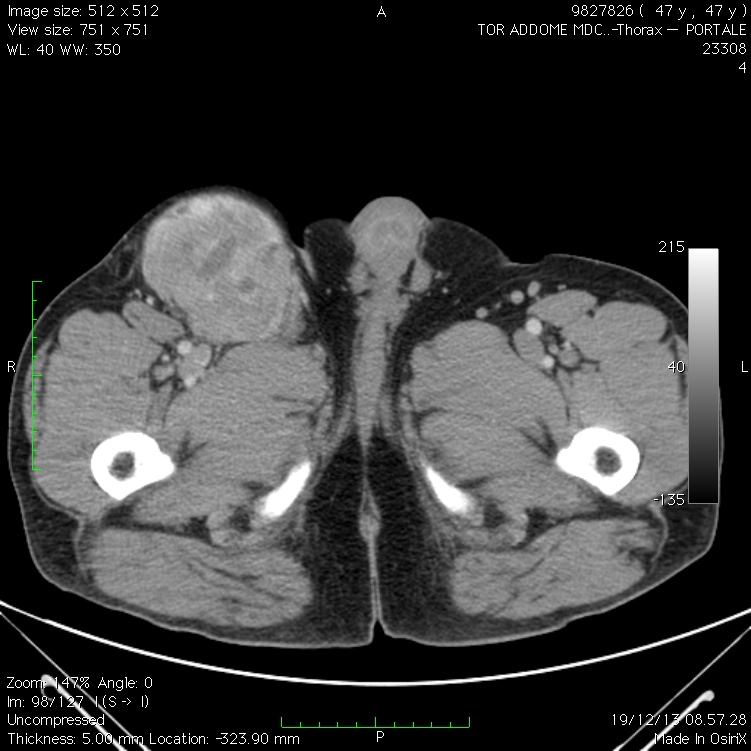 Image size: 512 x 512
View size: 751 x 751
WL: 40 WW: 350
A
9827826 ( 47 y, 47 y )
TOR ADDOME MDC..-Thorax — PORTALE
23308
4
215
R
40
L
-135
Zoom: 147% Angle: 0
Im: 98/127 I (S -> I)
Uncompressed
Thickness: 5.00 mm Location: -323.90 mm
P
19/12/13 08.57.28
Made In OsiriX